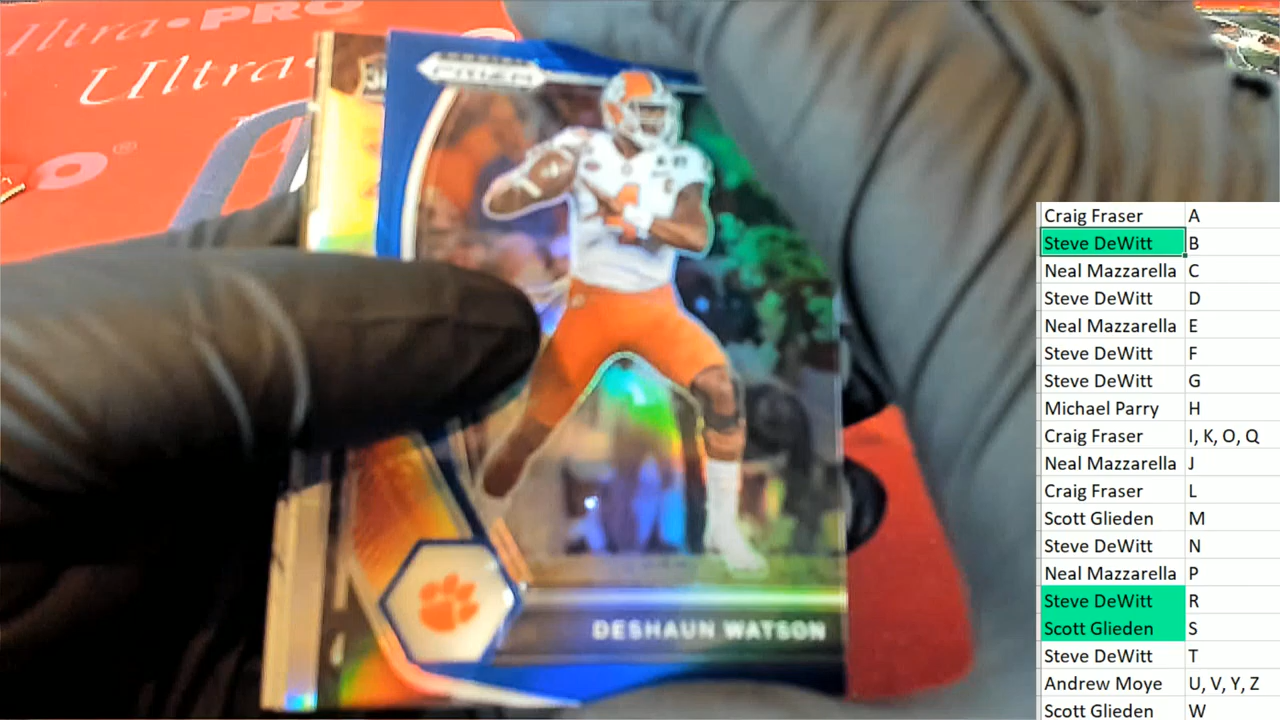 Ultra•PRO
Ultra
PRO®
PRIZM
4
DESHAUN WATSON
Craig Fraser A
Steve DeWitt B
Neal Mazzarella C
Steve DeWitt D
Neal Mazzarella E
Steve DeWitt F
Steve DeWitt G
Michael Parry H
Craig Fraser I, K, O, Q
Neal Mazzarella J
Craig Fraser L
Scott Glieden M
Steve DeWitt N
Neal Mazzarella P
Steve DeWitt R
Scott Glieden S
Steve DeWitt T
Andrew Moye U, V, Y, Z
Scott Glieden W